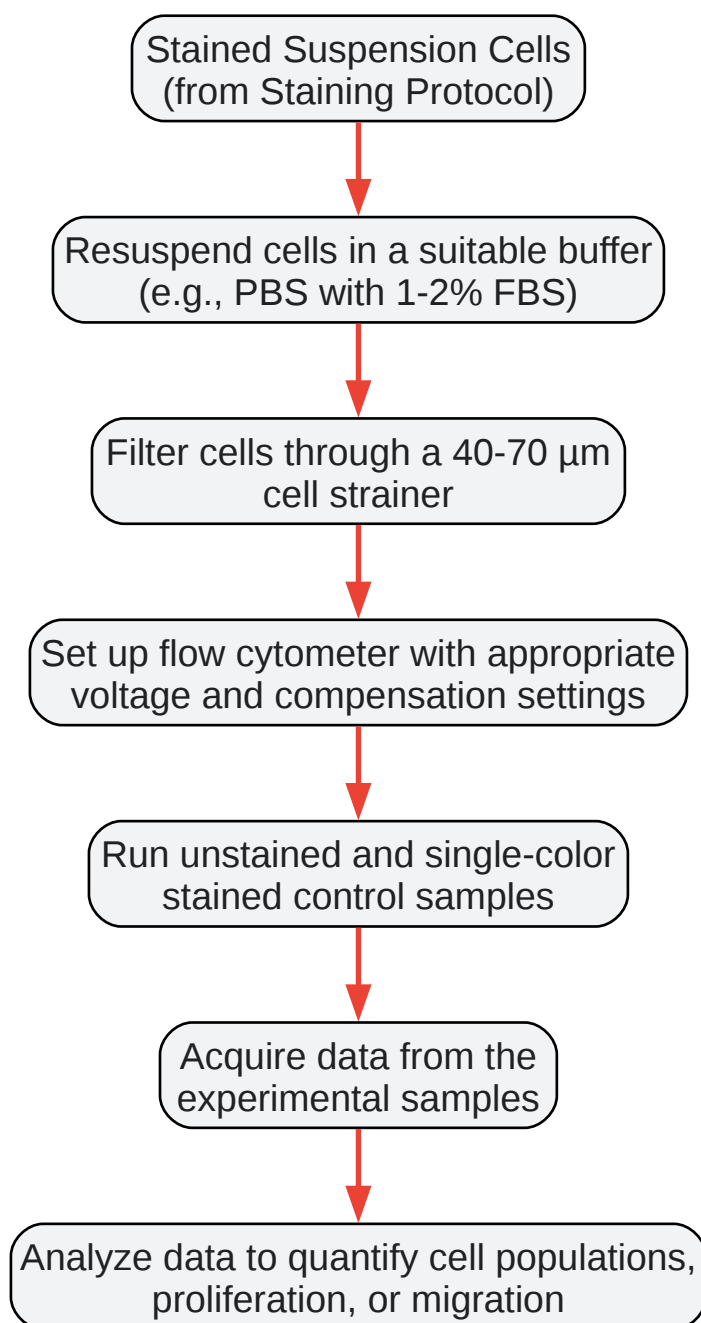 Stained Suspension Cells
(from Staining Protocol)
Resuspend cells in a suitable buffer
(e.g., PBS with 1-2% FBS)
Filter cells through a 40-70 µm
cell strainer
Set up flow cytometer with appropriate
voltage and compensation settings
Run unstained and single-color
stained control samples
Acquire data from the
experimental samples
Analyze data to quantify cell populations,
proliferation, or migration